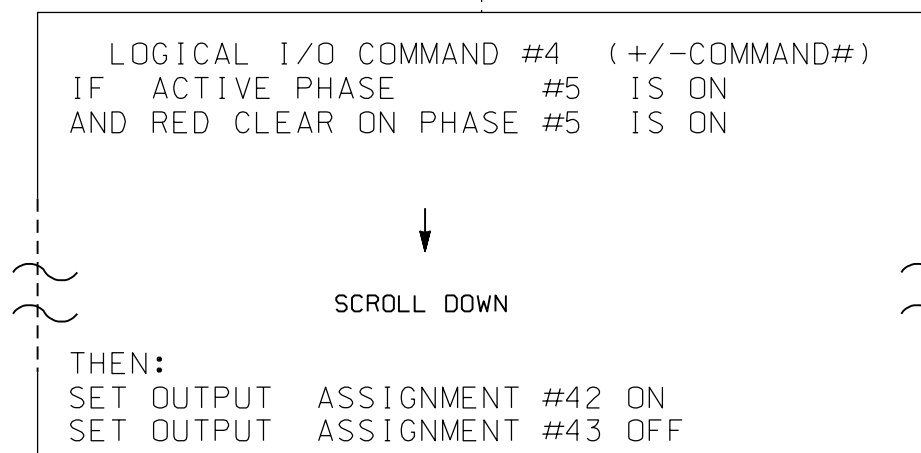 LOGICAL I/O COMMAND #4 (+/-COMMAND#)
IF ACTIVE PHASE #5 IS ON
AND RED CLEAR ON PHASE #5 IS ON
SCROLL DOWN
THEN:
SET OUTPUT ASSIGNMENT #42 ON
SET OUTPUT ASSIGNMENT #43 OFF